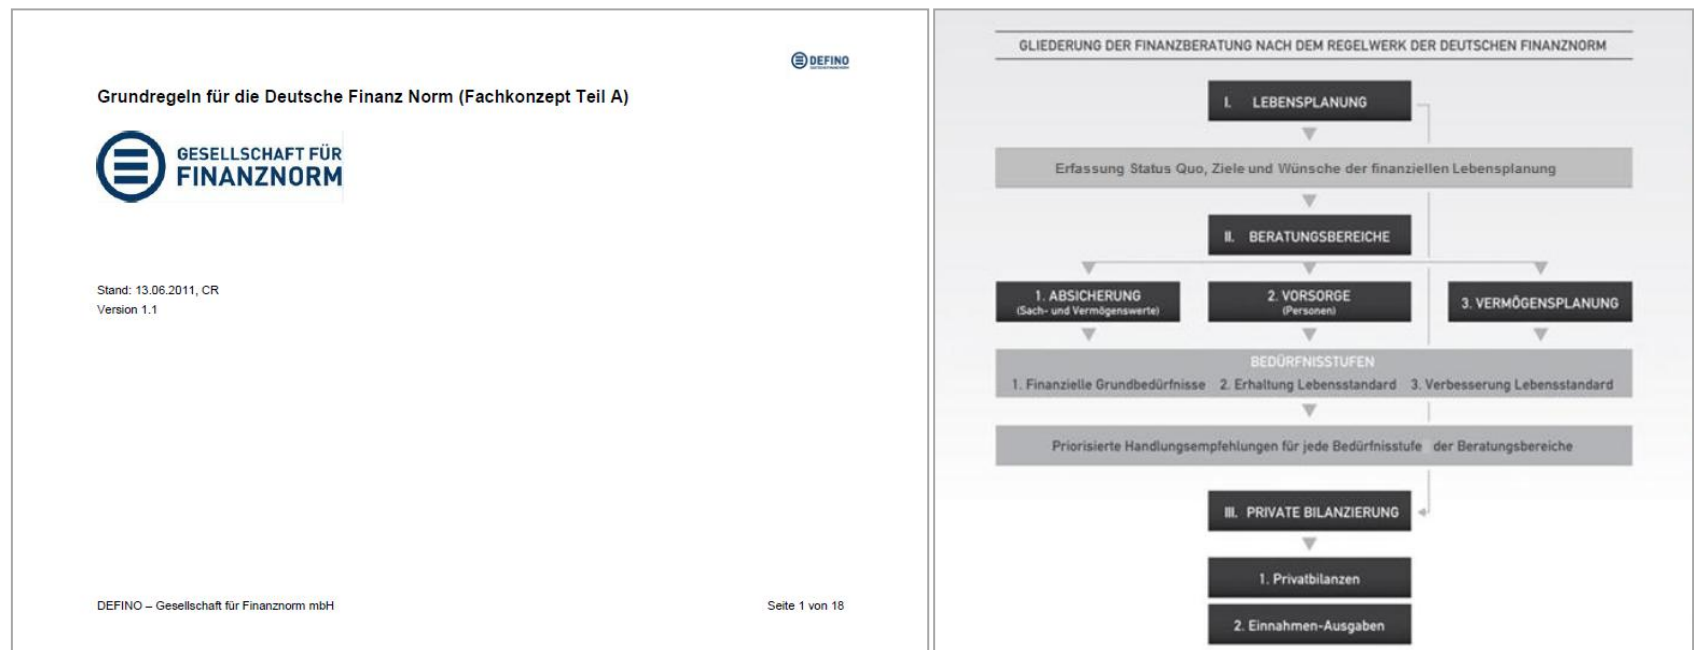 DEFINO
Grundregeln für die Deutsche Finanz Norm (Fachkonzept Teil A)
GESELLSCHAFT FÜR
FINANZNORM
Stand: 13.06.2011, CR
Version 1.1
DEFINO – Gesellschaft für Finanznorm mbH
Seite 1 von 18
GLIEDERUNG DER FINANZBERATUNG NACH DEM REGELWERK DER DEUTSCHEN FINANZNORM
I. LEBENSPLANUNG
Erfassung Status Quo, Ziele und Wünsche der finanziellen Lebensplanung
II. BERATUNGSBEREICHE
1. ABSICHERUNG
(Sach- und Vermögenswerte)
2. VORSORGE
(Personen)
3. VERMÖGENSPLANUNG
BEDÜRFNISSTUFEN
1. Finanzielle Grundbedürfnisse 2. Erhaltung Lebensstandard 3. Verbesserung Lebensstandard
Priorisierte Handlungsempfehlungen für jede Bedürfnisstufe der Beratungsbereiche
III. PRIVATE BILANZIERUNG
1. Privatbilanzen
2. Einnahmen-Ausgaben